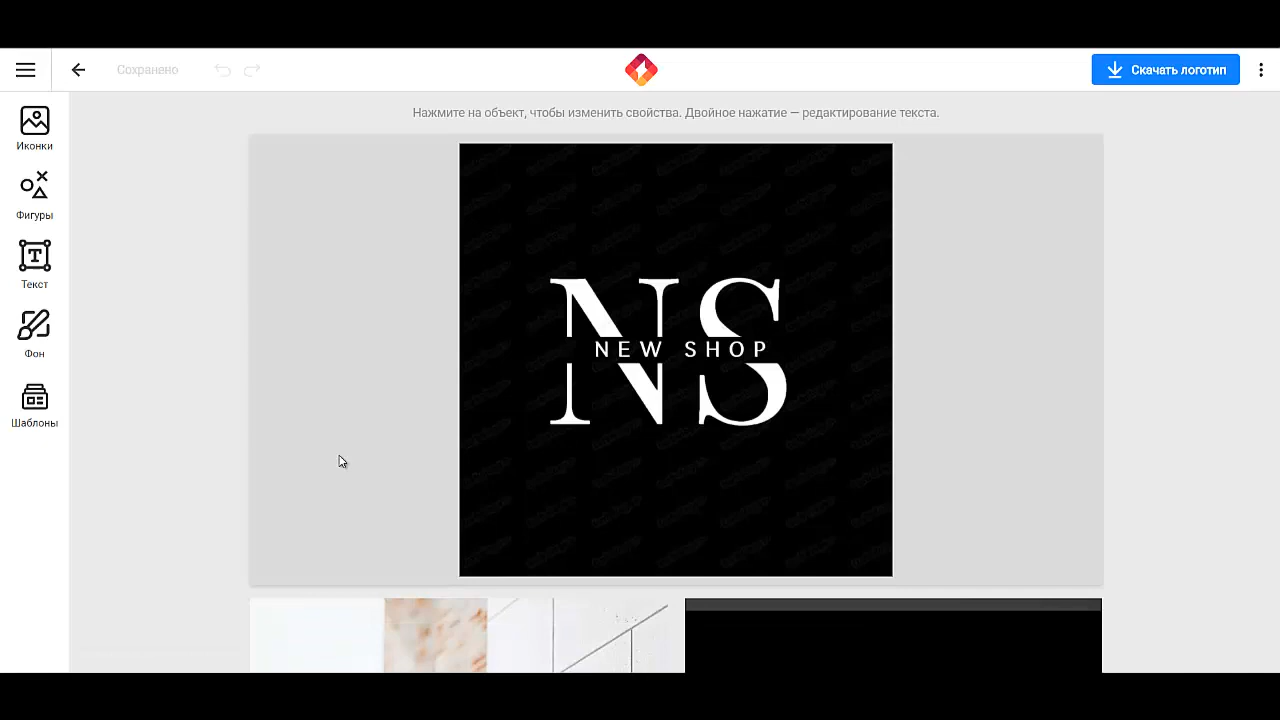 Сохранено
Скачать логотип
Нажмите на объект, чтобы изменить свойства. Двойное нажатие — редактирование текста.
Иконки
Фигуры
Текст
Фон
Шаблоны
NS
NEW SHOP